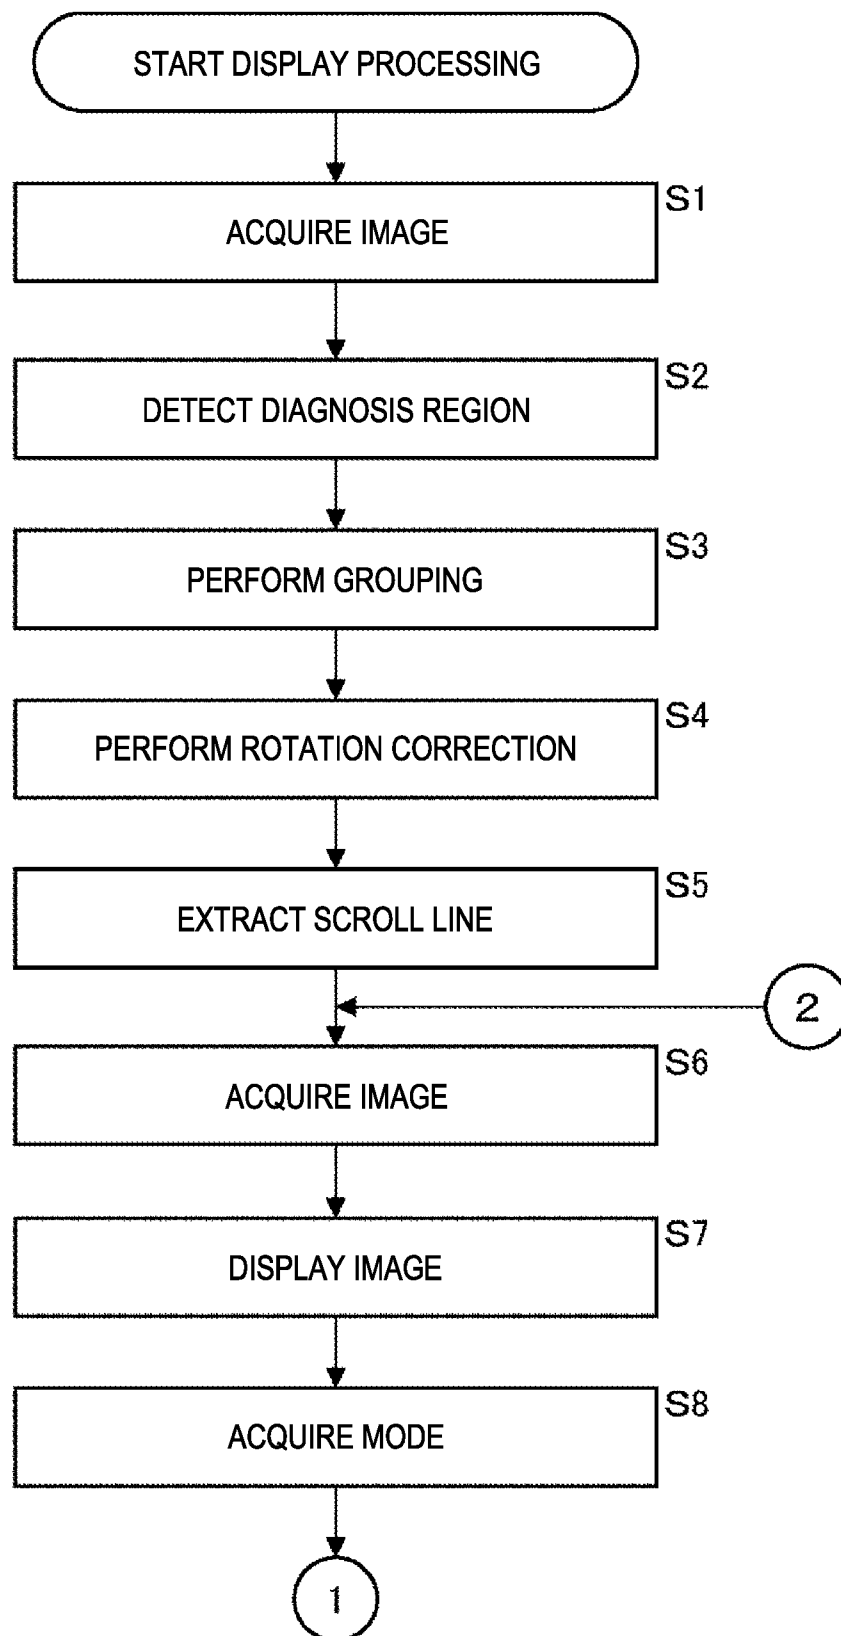 START DISPLAY PROCESSING
S1
ACQUIRE IMAGE
S2
DETECT DIAGNOSIS REGION
S3
PERFORM GROUPING
S4
PERFORM ROTATION CORRECTION
S5
EXTRACT SCROLL LINE
2
S6
ACQUIRE IMAGE
S7
DISPLAY IMAGE
S8
ACQUIRE MODE
1